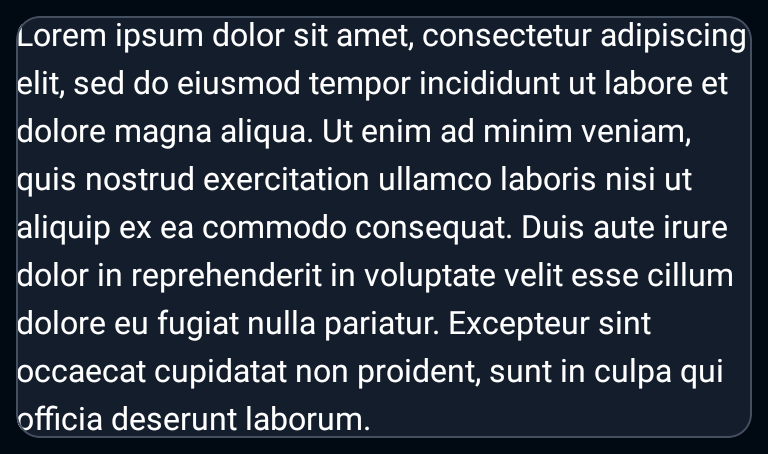 Lorem ipsum dolor sit amet, consectetur adipiscing
elit, sed do eiusmod tempor incididunt ut labore et
dolore magna aliqua. Ut enim ad minim veniam,
quis nostrud exercitation ullamco laboris nisi ut
aliquip ex ea commodo consequat. Duis aute irure
dolor in reprehenderit in voluptate velit esse cillum
dolore eu fugiat nulla pariatur. Excepteur sint
occaecat cupidatat non proident, sunt in culpa qui
officia deserunt laborum.